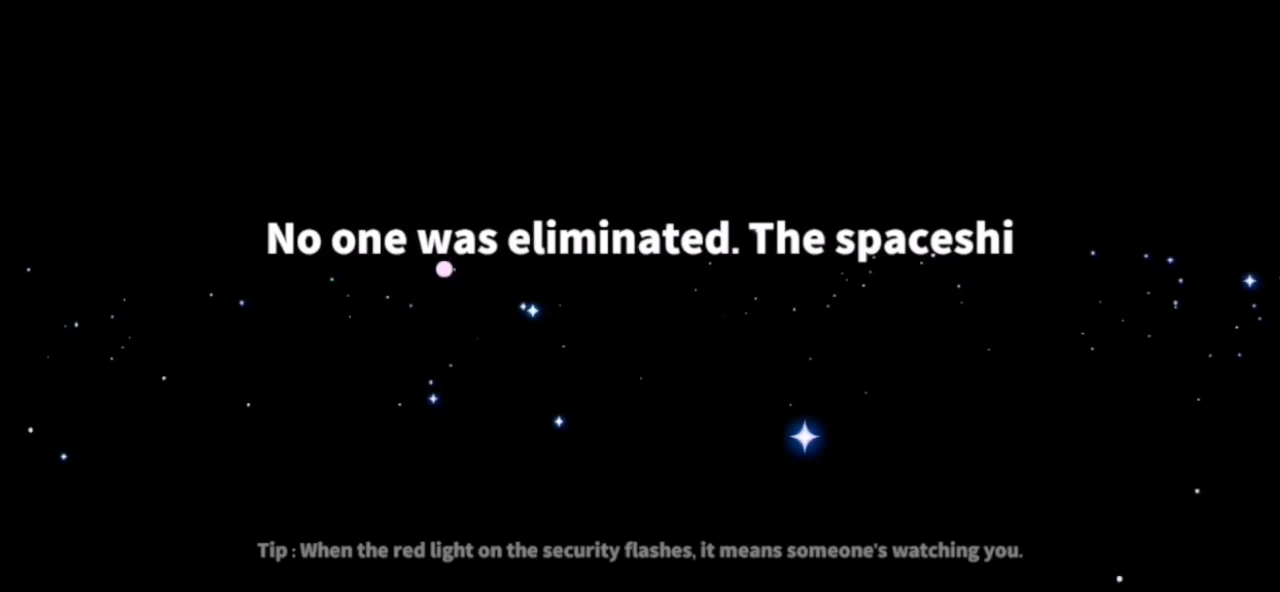 No one was eliminated. The spaceshi
Tip : When the red light on the security flashes, it means someone's watching you.